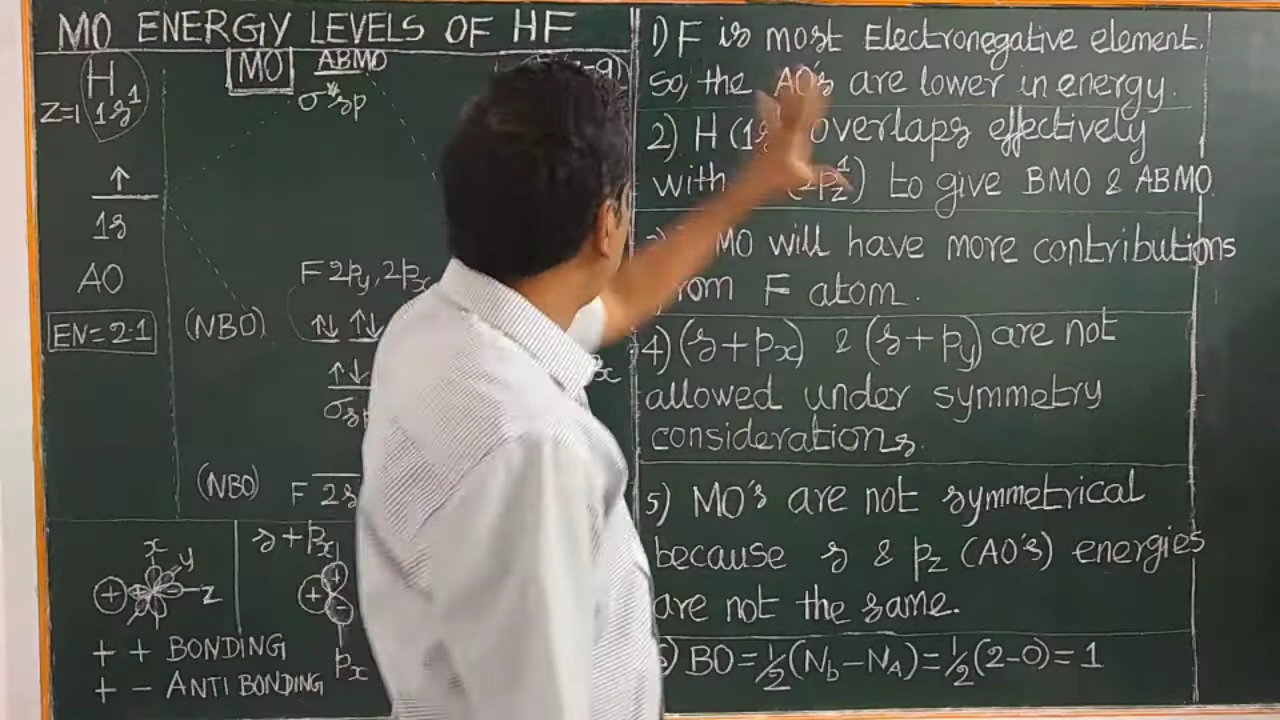 MO ENERGY LEVELS OF HF
H
Z=1 1s¹
MO ABMO
σ*sp
↑
1s
AO
EN=2.1
F 2py, 2px
(NBO) ↑↓ ↑↓
↑↓
(NBO) F 2s
x
y
+ z
s+px
+
+ -
px
+ + BONDING
+ - ANTI BONDING
1) F is most Electronegative element.
So, the AO's are lower in energy.
2) H (1s overlaps effectively
with 2pz¹) to give BMO & ABMO.
MO will have more contributions
from F atom.
4) (s+px) & (s+py) are not
allowed under symmetry
considerations.
5) MO's are not symmetrical
because s & pz (AO's) energies
are not the same.
6) BO=½(Nb−NA)=½(2−0)=1